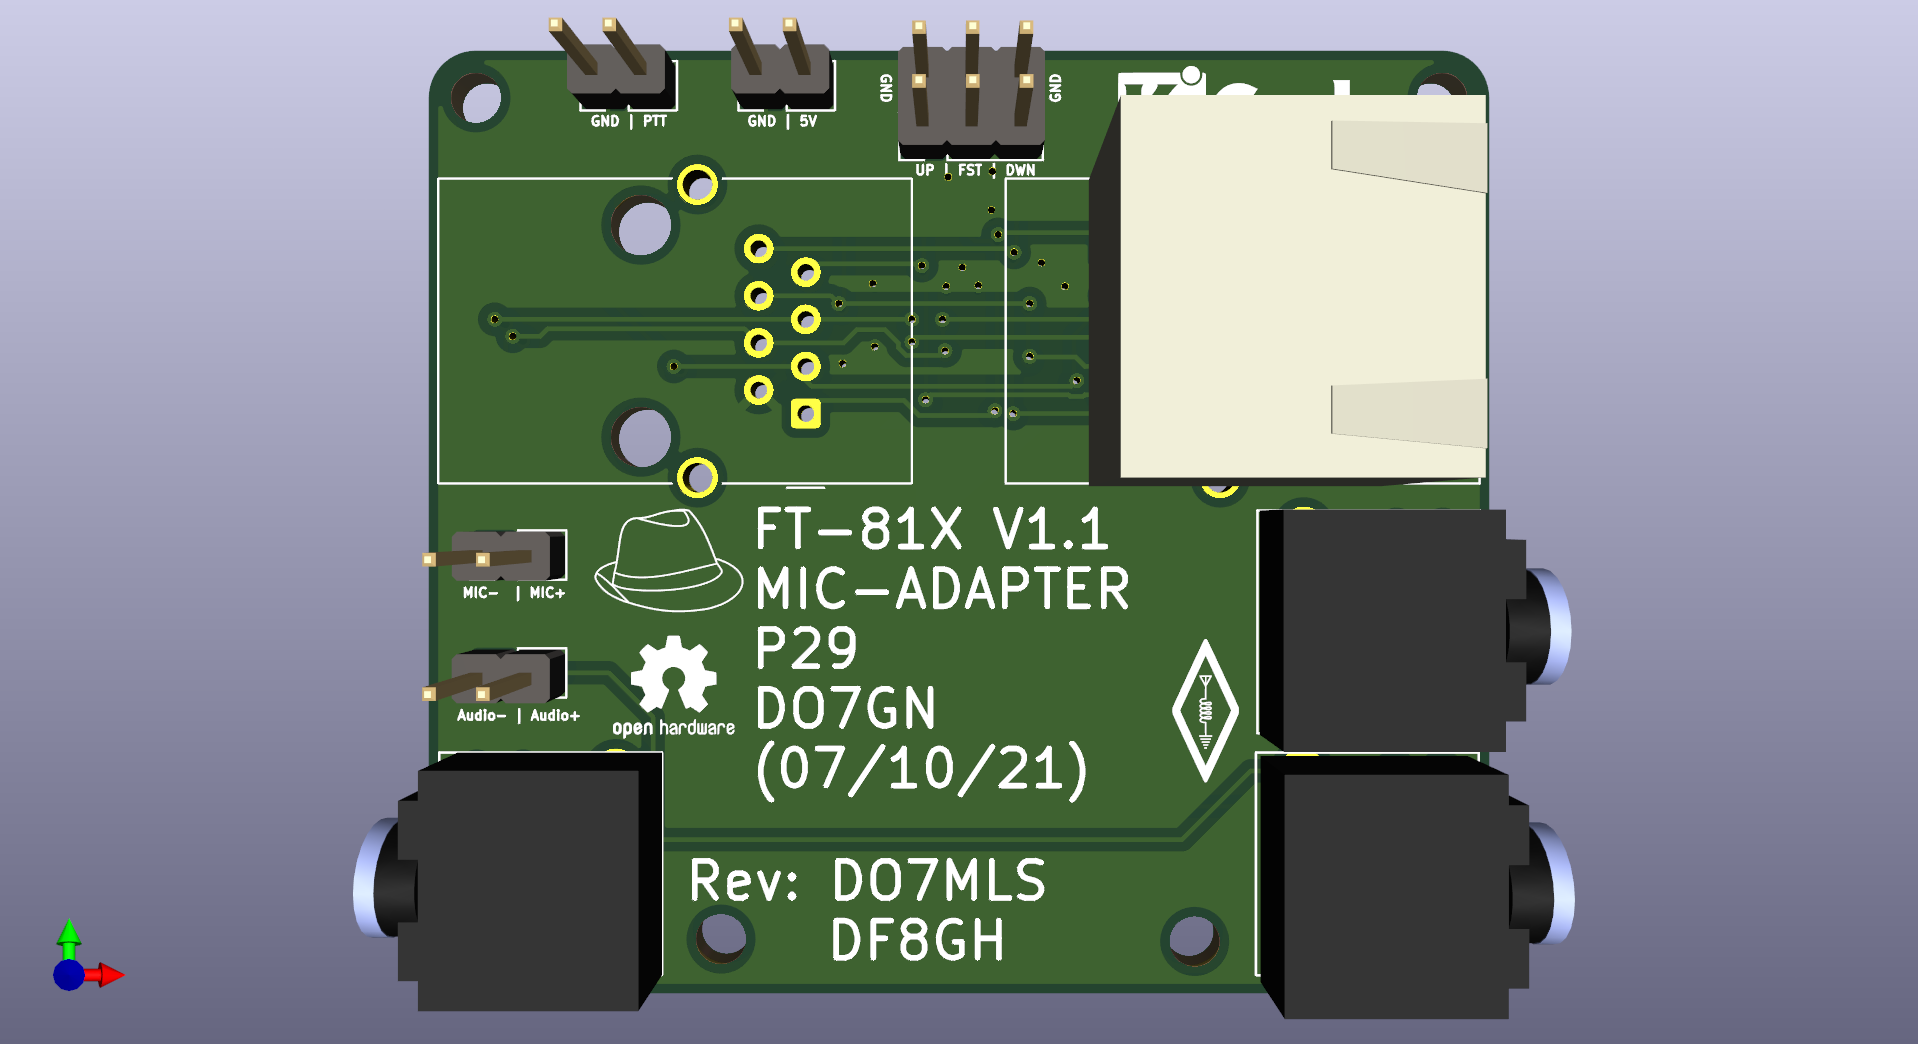 GND GND
GND | PTT
GND | 5V
UP | FST | DWN
FT-81X V1.1
MIC-ADAPTER
P29
DO7GN
(07/10/21)
MIC- | MIC+
Audio- | Audio+
open hardware
Rev: DO7MLS
DF8GH